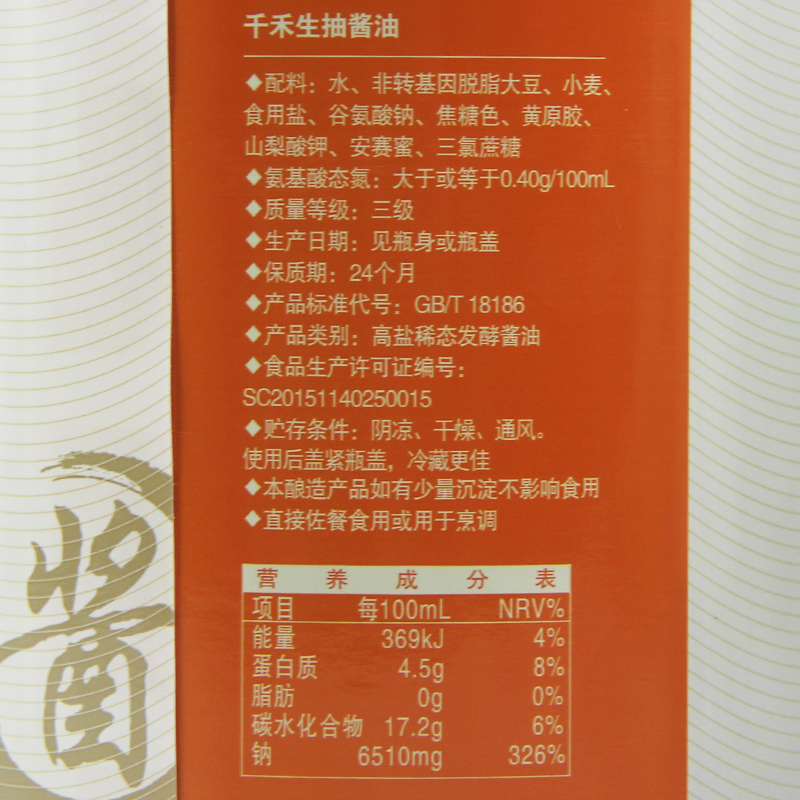 千禾生抽酱油
◆配料：水、非转基因脱脂大豆、小麦、
食用盐、谷氨酸钠、焦糖色、黄原胶、
山梨酸钾、安赛蜜、三氯蔗糖
◆氨基酸态氮：大于或等于0.40g/100mL
◆质量等级：三级
◆生产日期：见瓶身或瓶盖
◆保质期：24个月
◆产品标准代号：GB/T 18186
◆产品类别：高盐稀态发酵酱油
◆食品生产许可证编号：
SC20151140250015
◆贮存条件：阴凉、干燥、通风。
使用后盖紧瓶盖，冷藏更佳
◆本酿造产品如有少量沉淀不影响食用
◆直接佐餐食用或用于烹调
营 养 成 分 表
项目 每100mL NRV%
能量 369kJ 4%
蛋白质 4.5g 8%
脂肪 0g 0%
碳水化合物 17.2g 6%
钠 6510mg 326%
酱